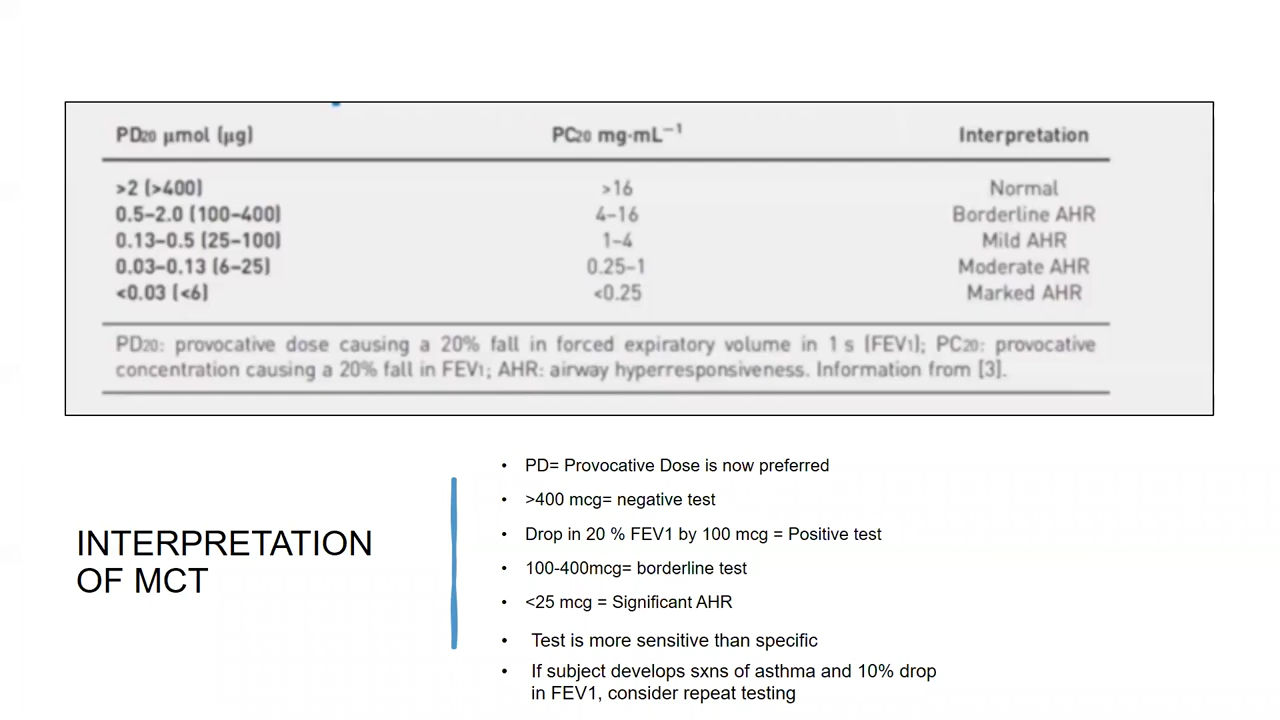 PD20 µmol (µg) PC20 mg·mL⁻¹ Interpretation
>2 (>400) >16 Normal
0.5–2.0 (100–400) 4–16 Borderline AHR
0.13–0.5 (25–100) 1–4 Mild AHR
0.03–0.13 (6–25) 0.25–1 Moderate AHR
<0.03 (<6) <0.25 Marked AHR
PD20: provocative dose causing a 20% fall in forced expiratory volume in 1 s (FEV1); PC20: provocative
concentration causing a 20% fall in FEV1; AHR: airway hyperresponsiveness. Information from [3].
INTERPRETATION
OF MCT
• PD= Provocative Dose is now preferred
• >400 mcg= negative test
• Drop in 20 % FEV1 by 100 mcg = Positive test
• 100-400mcg= borderline test
• <25 mcg = Significant AHR
• Test is more sensitive than specific
• If subject develops sxns of asthma and 10% drop
in FEV1, consider repeat testing